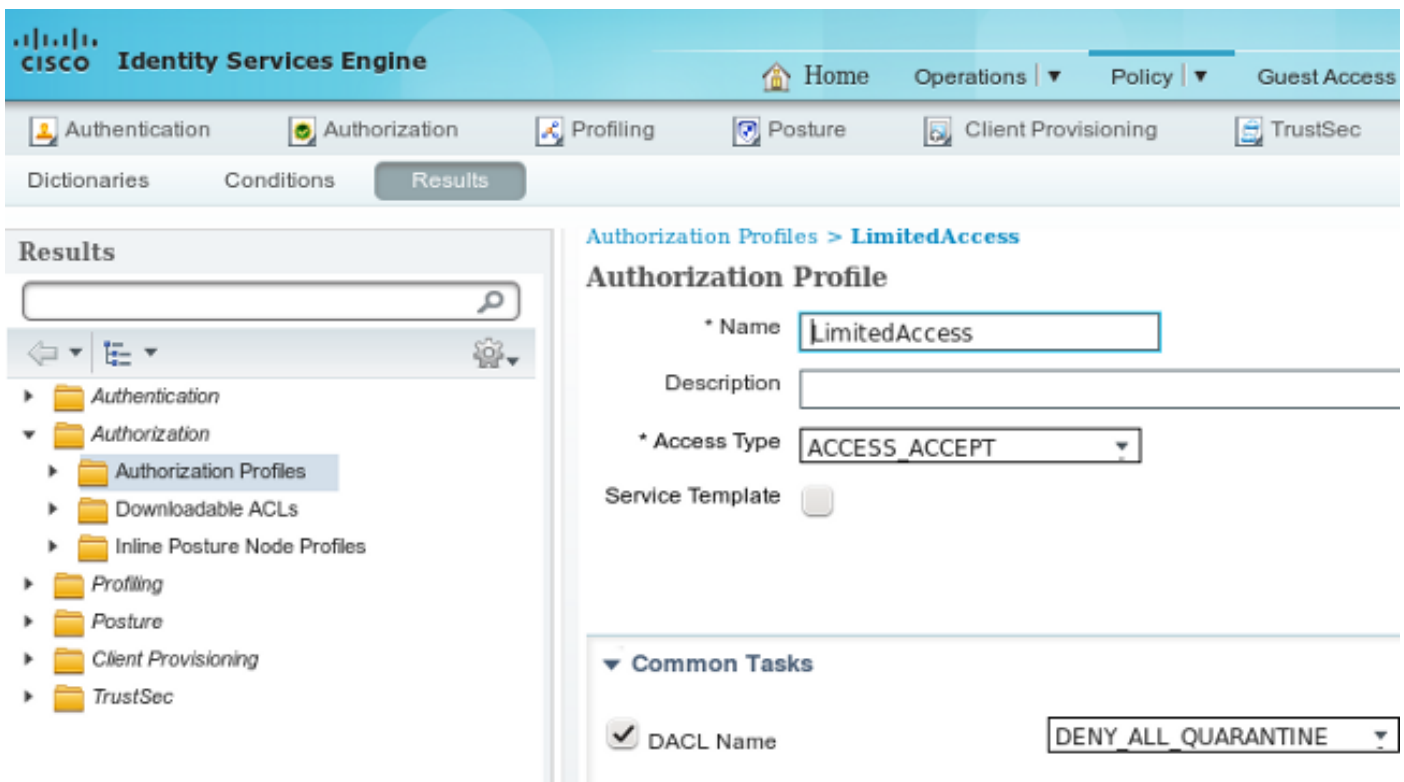 CISCO Identity Services Engine
Home Operations Policy Guest Access
Authentication Authorization Profiling Posture Client Provisioning TrustSec
Dictionaries Conditions Results
Results
Authentication
Authorization
Authorization Profiles
Downloadable ACLs
Inline Posture Node Profiles
Profiling
Posture
Client Provisioning
TrustSec
Authorization Profiles > LimitedAccess
Authorization Profile
* Name LimitedAccess
Description
* Access Type ACCESS_ACCEPT
Service Template
Common Tasks
DACL Name DENY_ALL_QUARANTINE